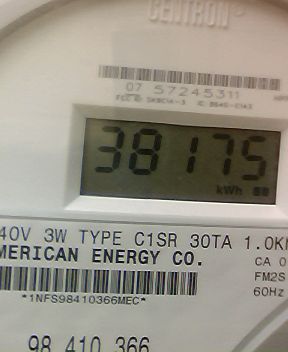 CENTRON®
07 57245311
38175
kWh
40V 3W TYPE C1SR 30TA 1.0K
MERICAN ENERGY CO.
CA 0
FM2S
60Hz
*1NFS98410366MEC*
98 410 366